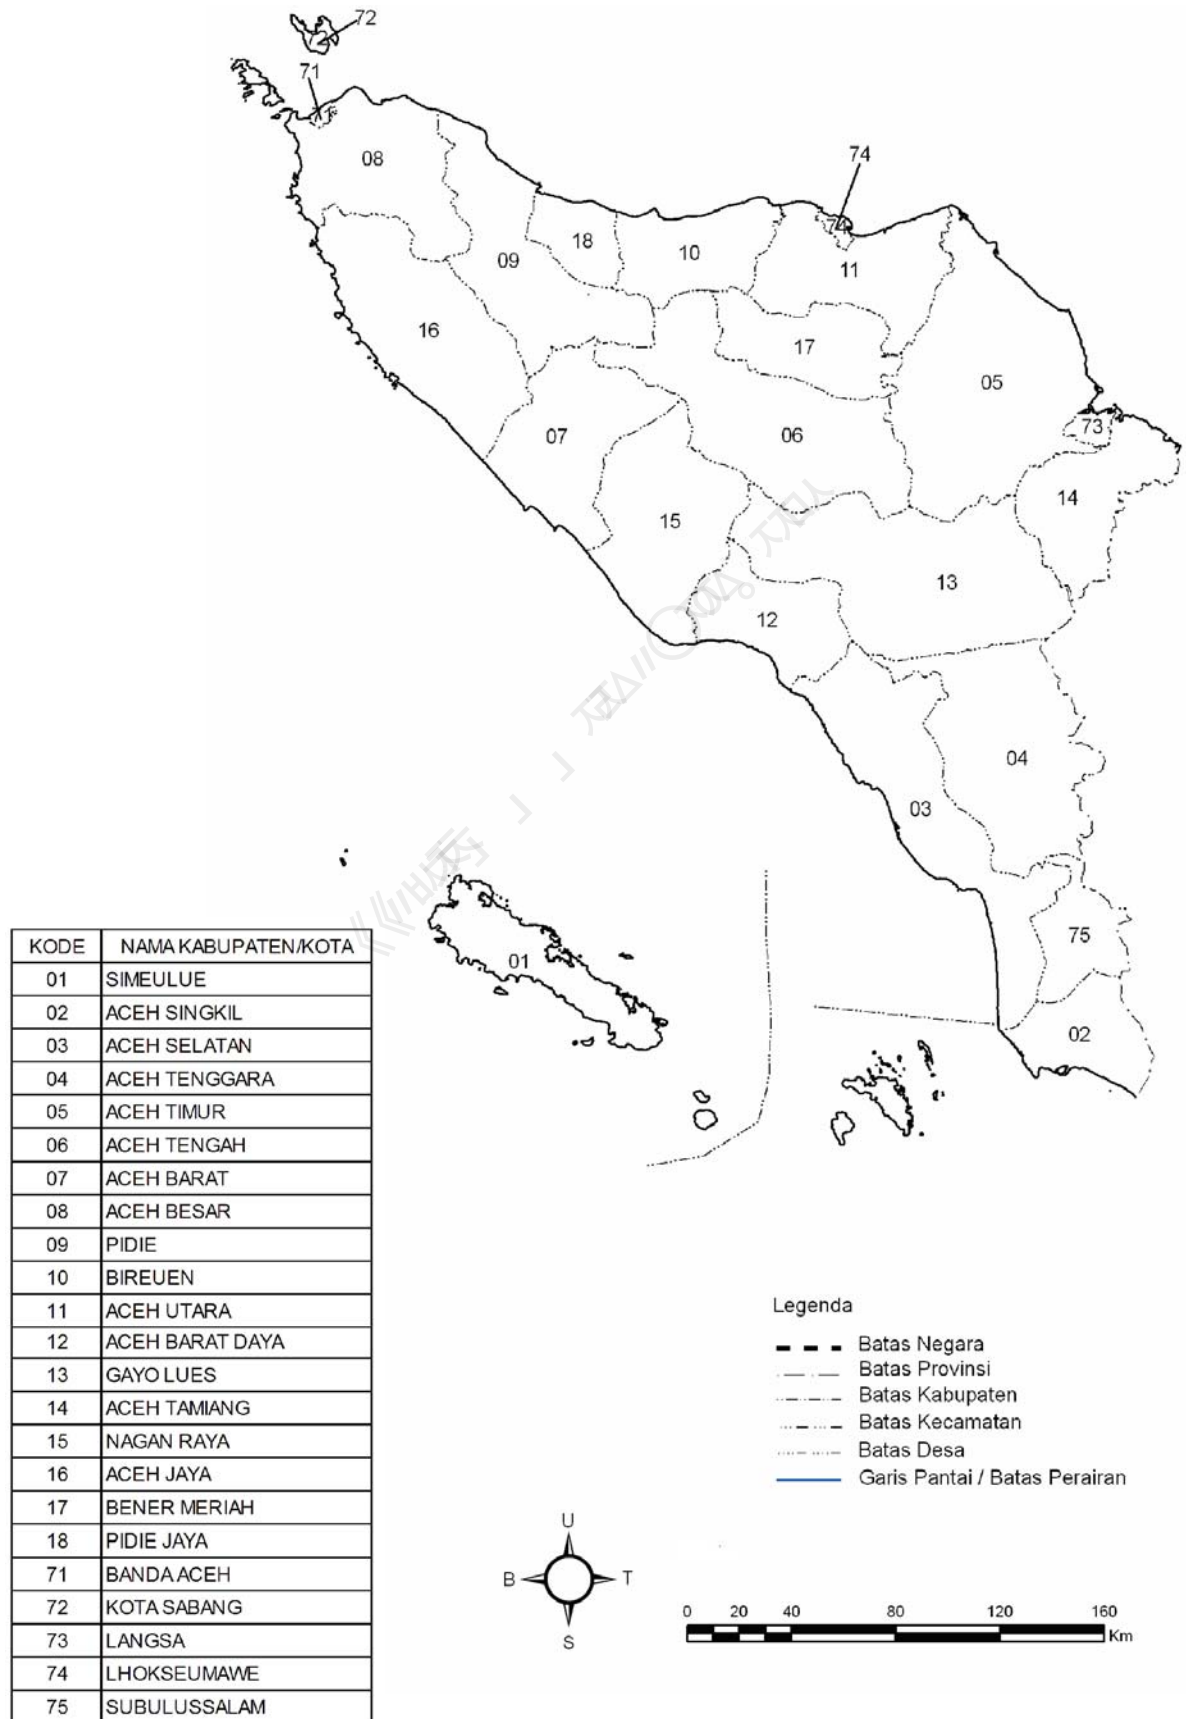 72
71
08
74
74
18
10
09
11
16
17
05
73
07
06
14
15
13
12
04
03
75
01
02
KODE NAMA KABUPATEN/KOTA
01 SIMEULUE
02 ACEH SINGKIL
03 ACEH SELATAN
04 ACEH TENGGARA
05 ACEH TIMUR
06 ACEH TENGAH
07 ACEH BARAT
08 ACEH BESAR
09 PIDIE
10 BIREUEN
11 ACEH UTARA
12 ACEH BARAT DAYA
13 GAYO LUES
14 ACEH TAMIANG
15 NAGAN RAYA
16 ACEH JAYA
17 BENER MERIAH
18 PIDIE JAYA
71 BANDA ACEH
72 KOTA SABANG
73 LANGSA
74 LHOKSEUMAWE
75 SUBULUSSALAM
Legenda
Batas Negara
Batas Provinsi
Batas Kabupaten
Batas Kecamatan
Batas Desa
Garis Pantai / Batas Perairan
U
B T
S
0 20 40 80 120 160
Km